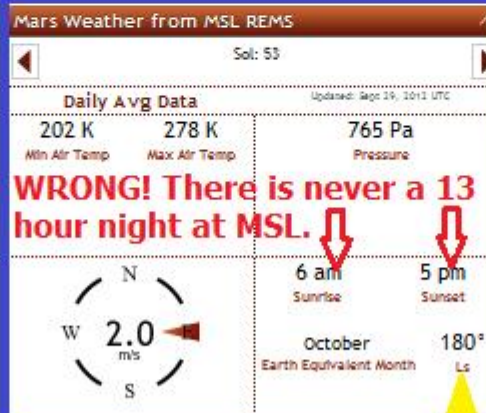 Mars Weather from MSL REMS
Sol: 53
Daily Avg Data
Updated: Sept 29, 2012 UTC
202 K 278 K 765 Pa
Min Air Temp Max Air Temp Pressure
WRONG! There is never a 13
hour night at MSL.
6 am 5 pm
Sunrise Sunset
N
W 2.0 E
m/s
S
October 180°
Earth Equivalent Month Ls